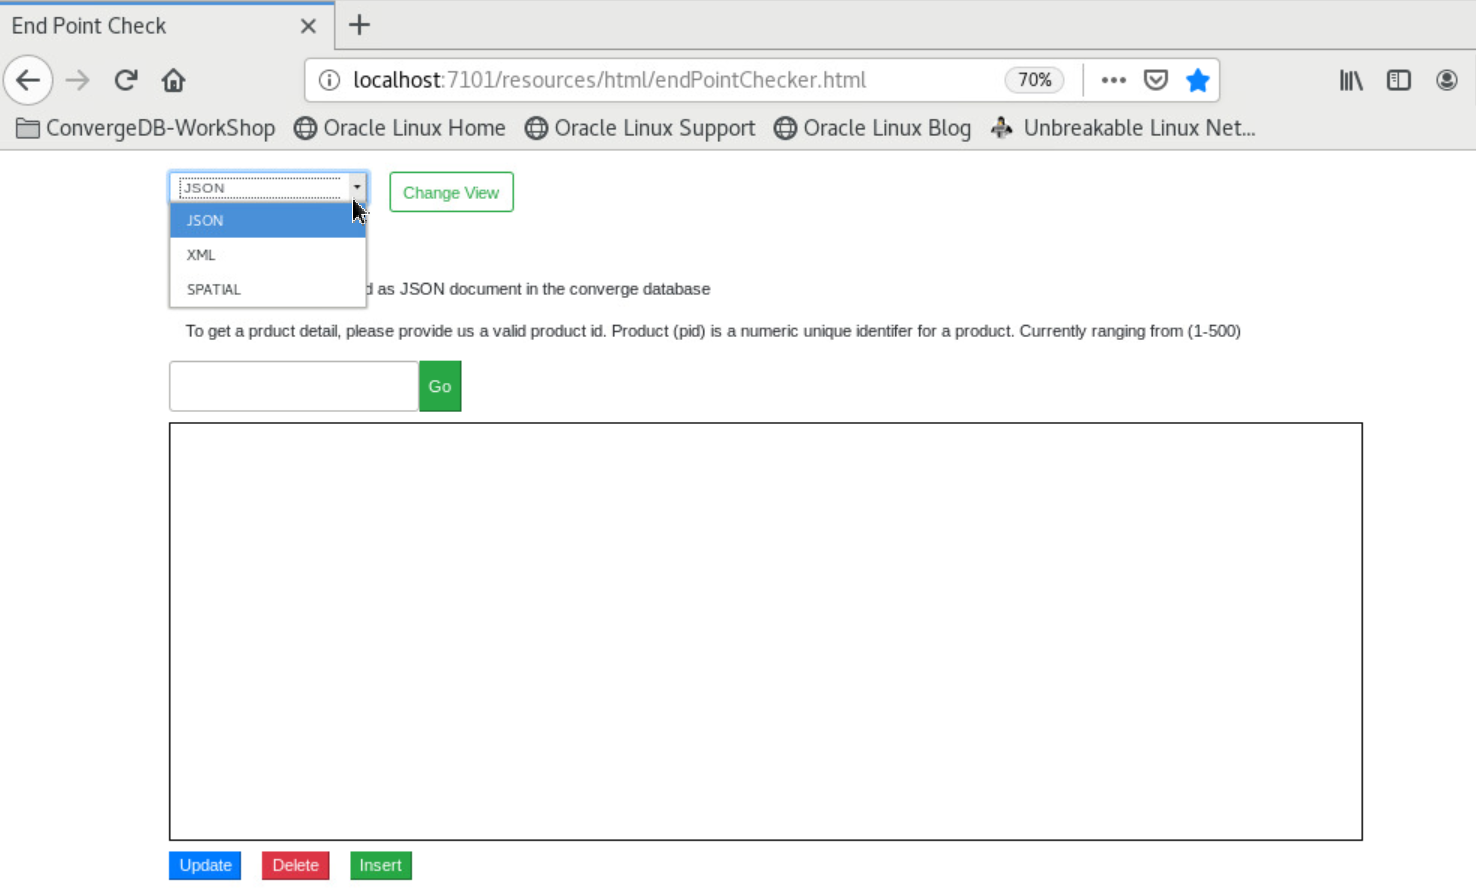 End Point Check
localhost:7101/resources/html/endPointChecker.html 70%
ConvergeDB-WorkShop Oracle Linux Home Oracle Linux Support Oracle Linux Blog Unbreakable Linux Net...
JSON Change View
JSON
XML
SPATIAL
d as JSON document in the converge database
To get a prduct detail, please provide us a valid product id. Product (pid) is a numeric unique identifer for a product. Currently ranging from (1-500)
Go
Update Delete Insert